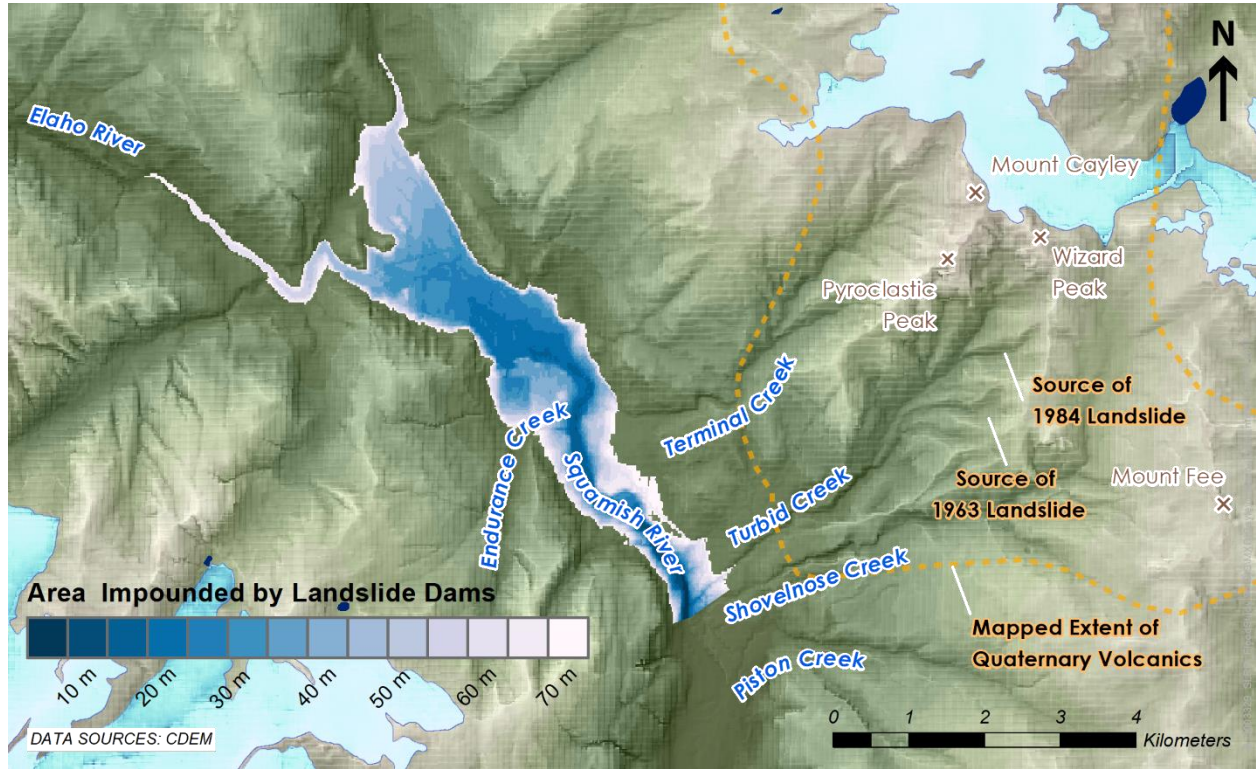 N
Elaho River
Mount Cayley
Wizard
Peak
Pyroclastic
Peak
Source of
1984 Landslide
Terminal Creek
Endurance Creek
Squamish River
Source of
1963 Landslide
Mount Fee
Turbid Creek
Shovelnose Creek
Area Impounded by Landslide Dams
10 m 20 m 30 m 40 m 50 m 60 m 70 m
Mapped Extent of
Quaternary Volcanics
Piston Creek
0 1 2 3 4
Kilometers
DATA SOURCES: CDEM